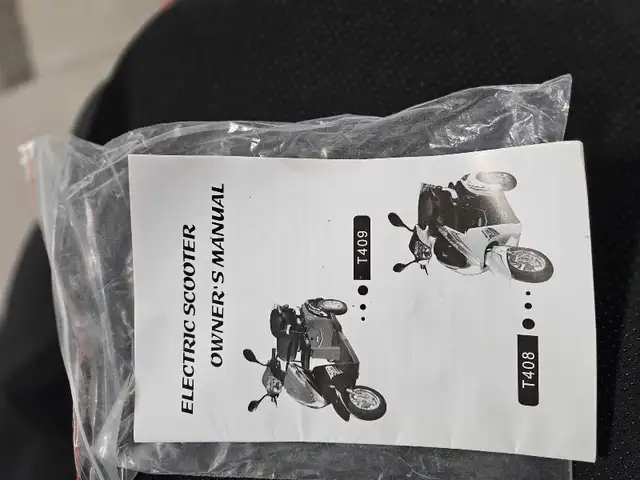 ELECTRIC SCOOTER
OWNER'S MANUAL
T409
T408